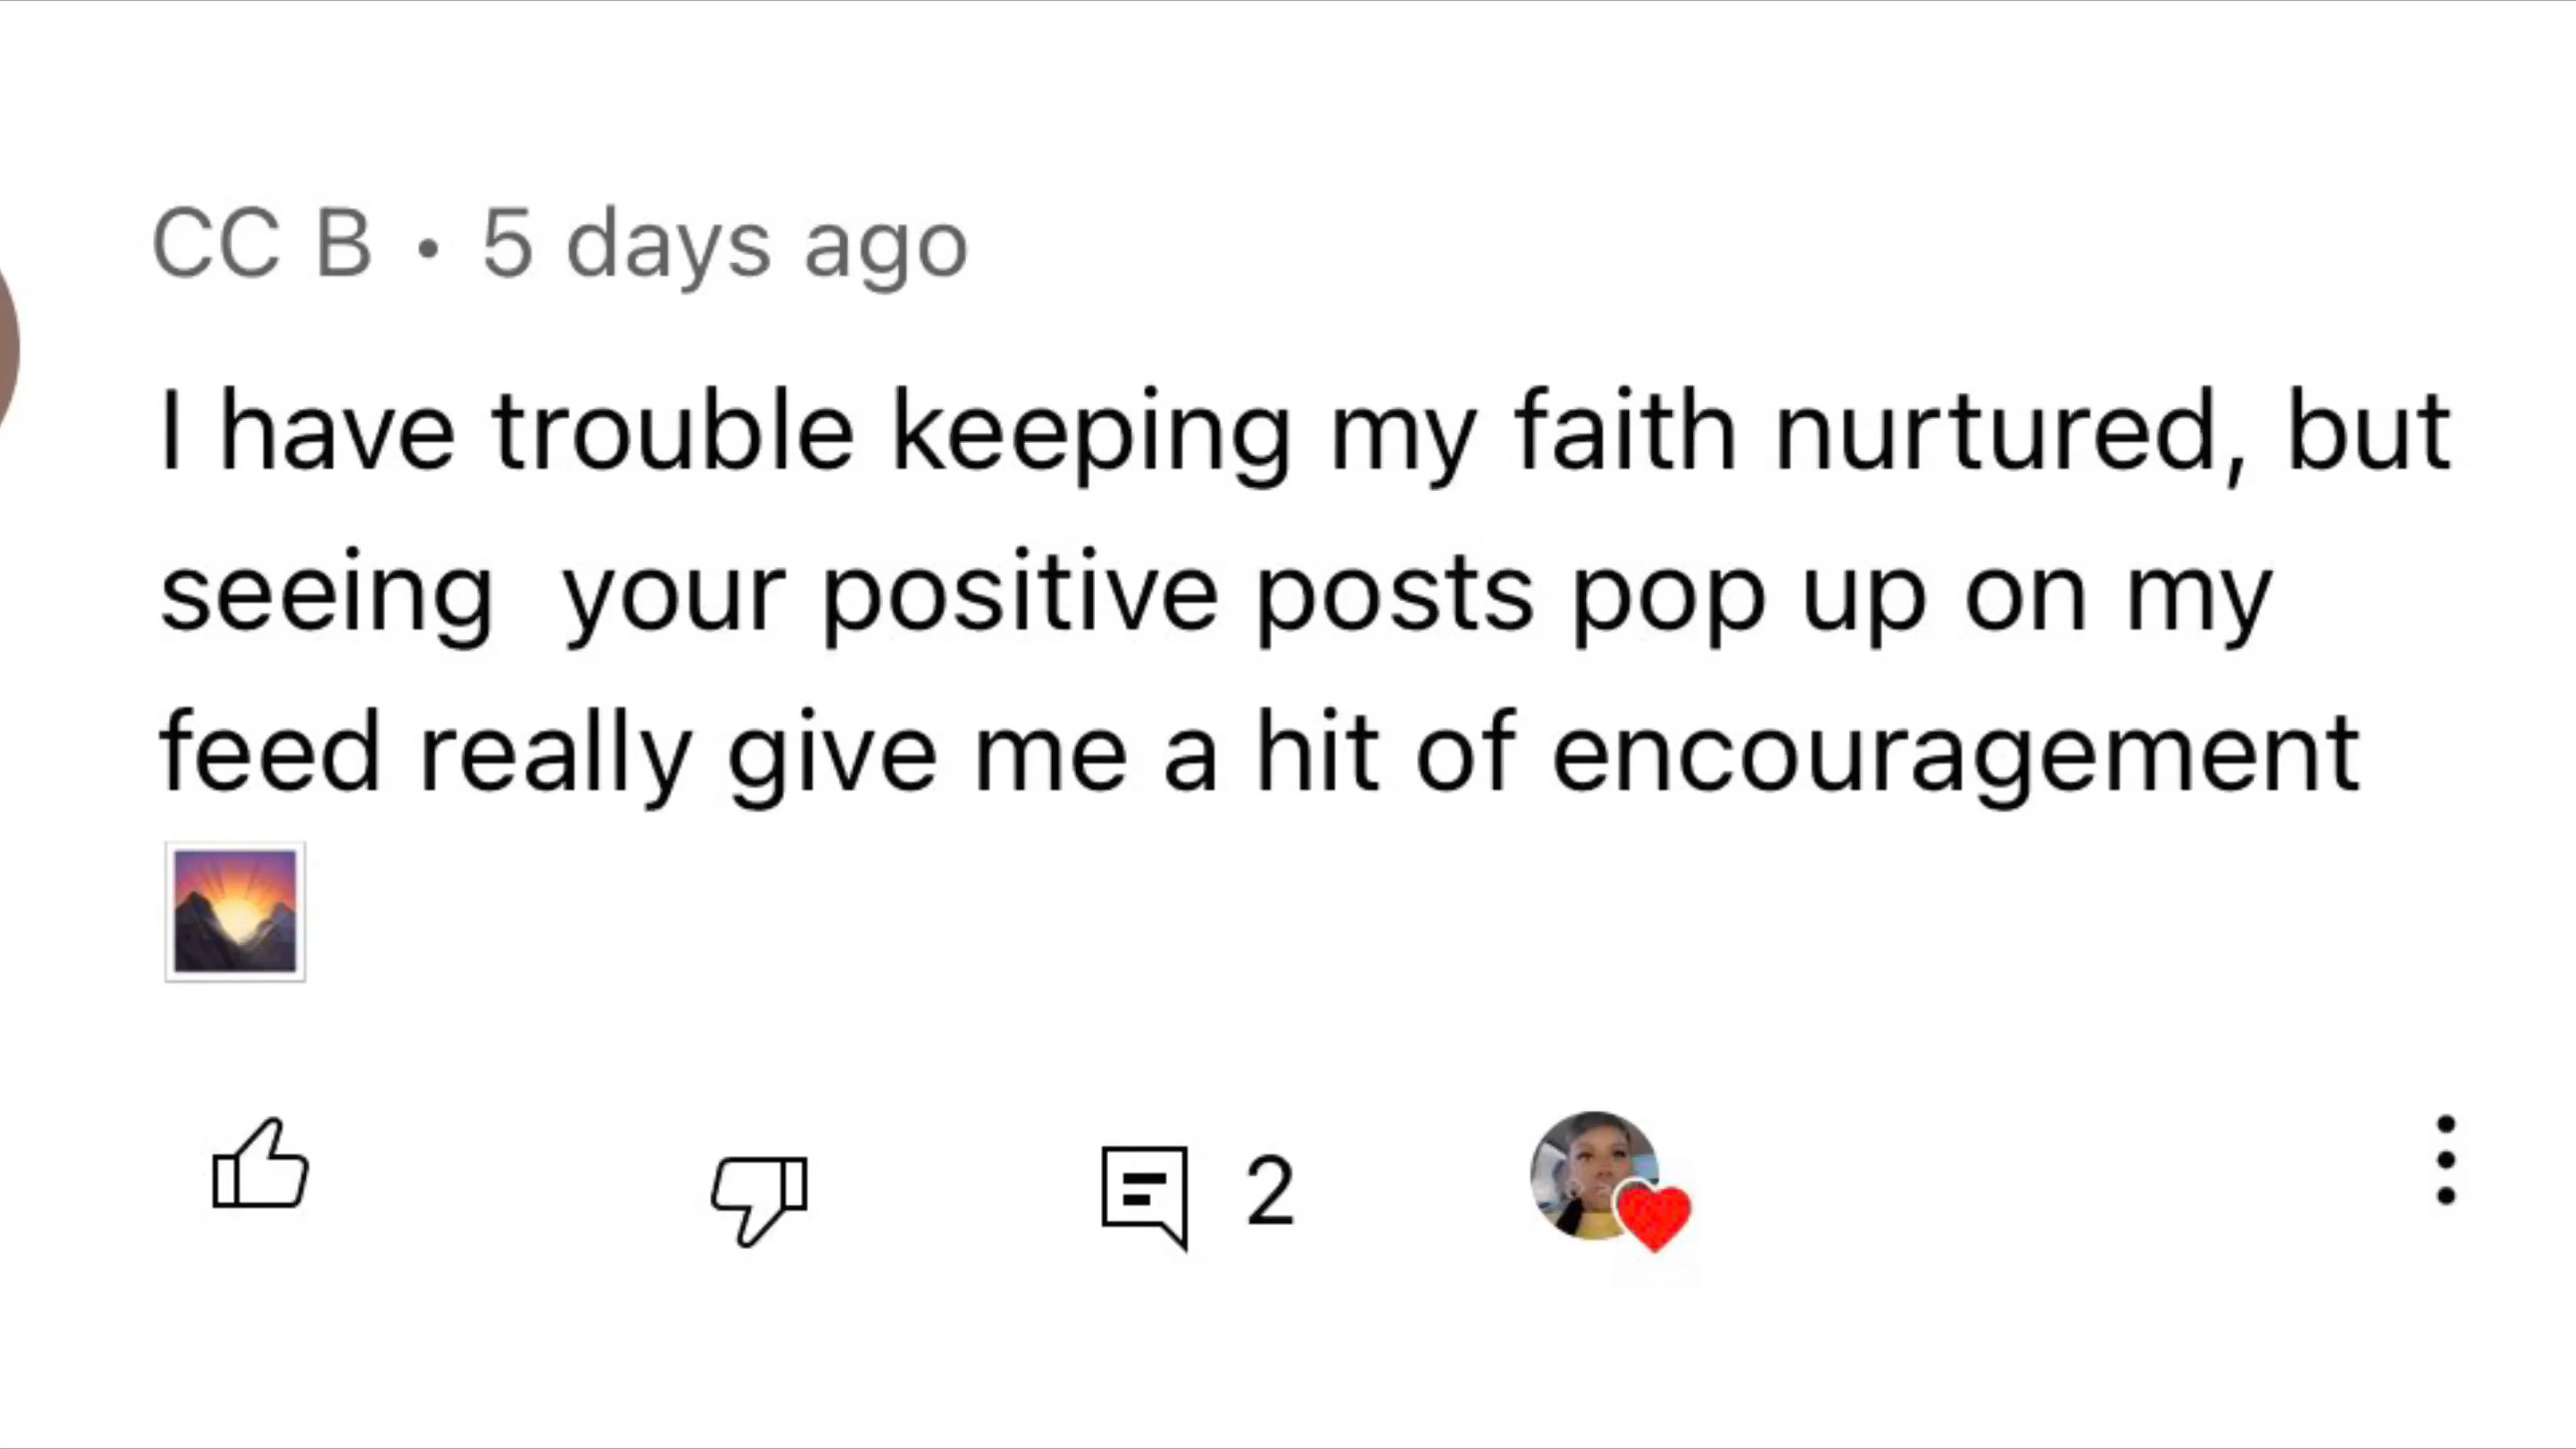 CC B • 5 days ago
I have trouble keeping my faith nurtured, but
seeing  your positive posts pop up on my
feed really give me a hit of encouragement
🌄
2